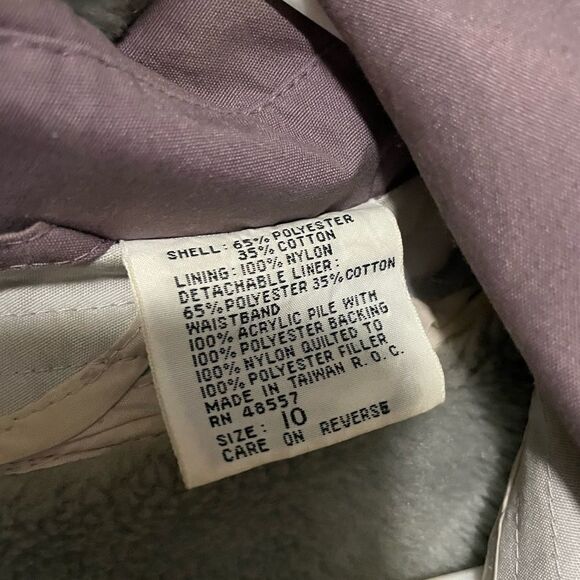 SHELL: 65% POLYESTER
35% COTTON
LINING: 100% NYLON
DETACHABLE LINER:
65% POLYESTER 35% COTTON
WAISTBAND
100% ACRYLIC PILE WITH
100% POLYESTER BACKING
100% NYLON QUILTED TO
100% POLYESTER FILLER
MADE IN TAIWAN R.O.C.
RN 48557
SIZE: 10
CARE ON REVERSE